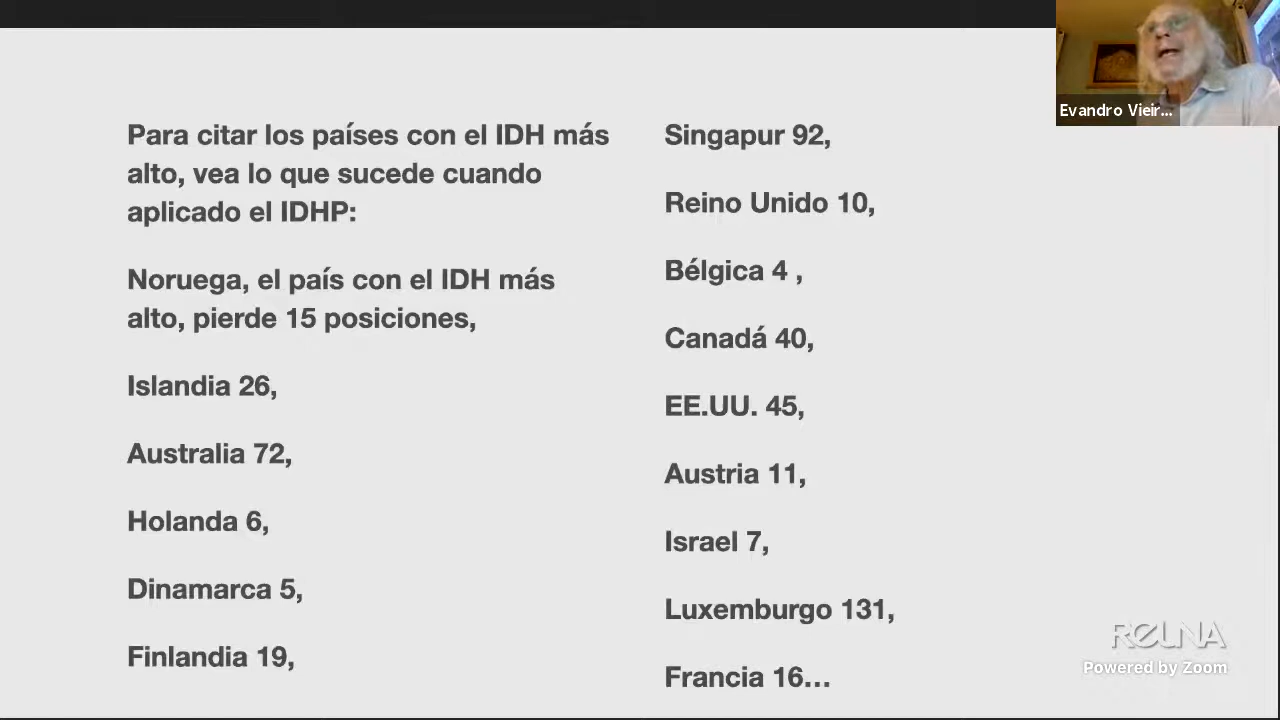 Para citar los países con el IDH más
alto, vea lo que sucede cuando
aplicado el IDHP:
Noruega, el país con el IDH más
alto, pierde 15 posiciones,
Islandia 26,
Australia 72,
Holanda 6,
Dinamarca 5,
Finlandia 19,
Singapur 92,
Reino Unido 10,
Bélgica 4 ,
Canadá 40,
EE.UU. 45,
Austria 11,
Israel 7,
Luxemburgo 131,
Francia 16...
Evandro Vieir...
REUNA
Powered by Zoom